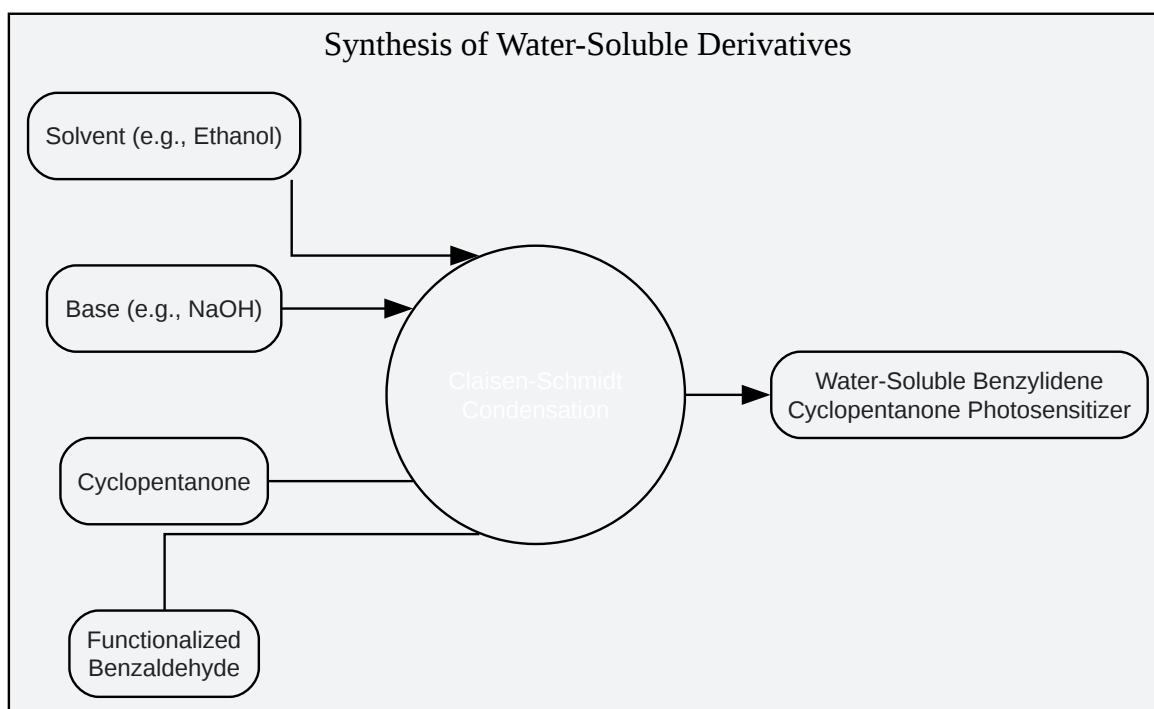 Synthesis of Water-Soluble Derivatives
Solvent (e.g., Ethanol)
Base (e.g., NaOH)
Claisen-Schmidt
Condensation
Water-Soluble Benzylidene
Cyclopentanone Photosensitizer
Cyclopentanone
Functionalized
Benzaldehyde